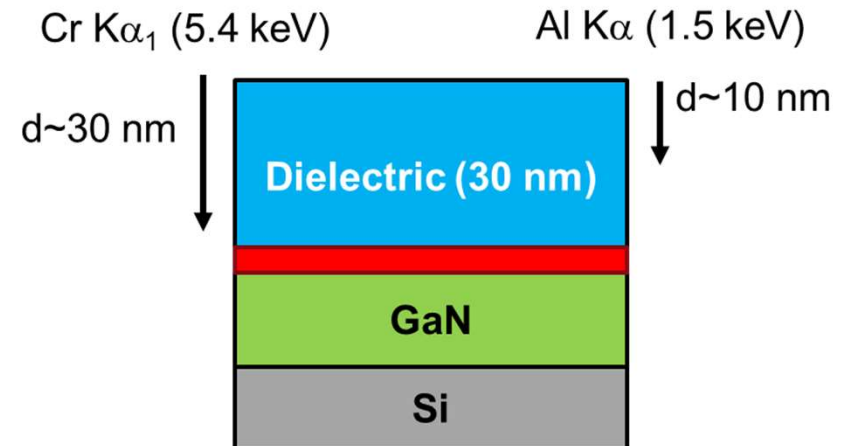 Cr Kα₁ (5.4 keV)
Al Kα (1.5 keV)
d~30 nm
d~10 nm
Dielectric (30 nm)
GaN
Si